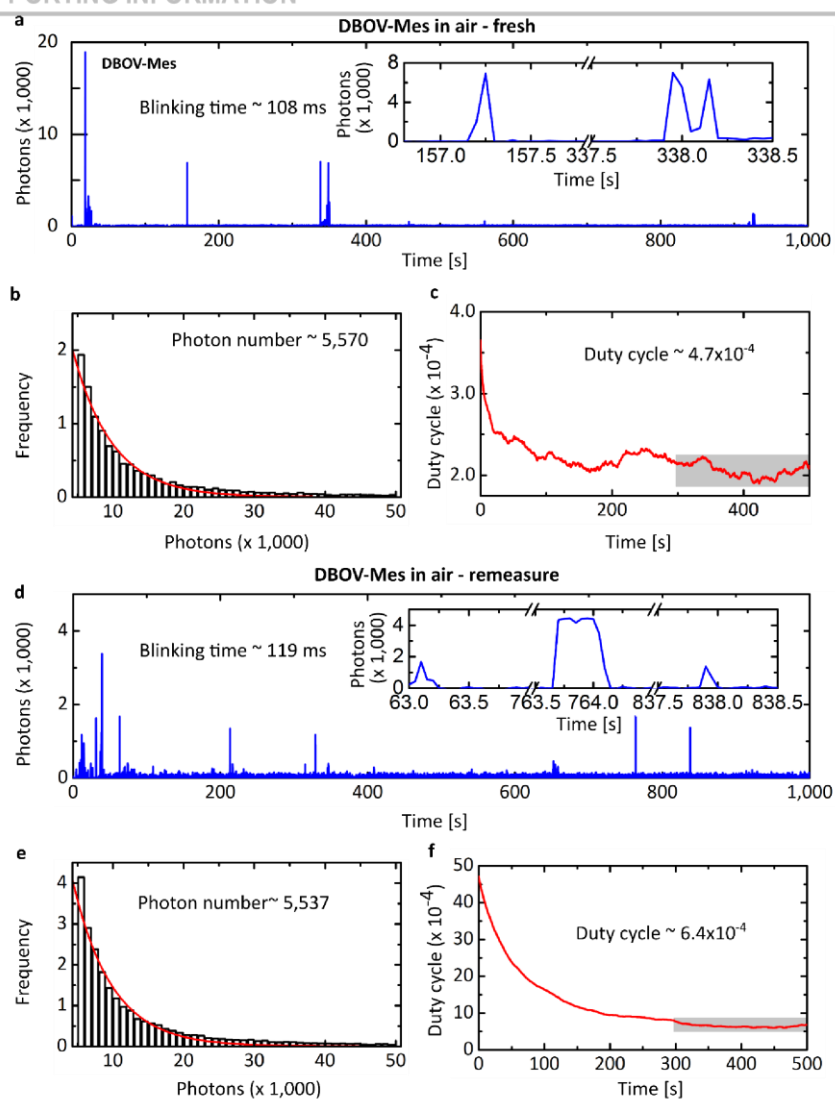 PORTING INFORMATION
a
DBOV-Mes in air - fresh
20
10
0
Photons (x 1,000)
DBOV-Mes
Blinking time ~ 108 ms
8
4
0
Photons
(x 1,000)
157.0 157.5 337.5 338.0 338.5
Time [s]
0 200 400 600 800 1,000
Time [s]
b
2
1
0
Frequency
Photon number ~ 5,570
10 20 30 40 50
Photons (x 1,000)
c
4.0
3.0
2.0
Duty cycle (x 10⁻⁴)
Duty cycle ~ 4.7x10⁻⁴
0 200 400
Time [s]
DBOV-Mes in air - remeasure
d
4
2
0
Photons (x 1,000)
Blinking time ~ 119 ms
4
2
0
Photons
(x 1,000)
63.0 63.5 763.5 764.0 837.5 838.0 838.5
Time [s]
0 200 400 600 800 1,000
Time [s]
e
4
3
2
1
0
Frequency
Photon number~ 5,537
10 20 30 40 50
Photons (x 1,000)
f
50
40
30
20
10
0
Duty cycle (x 10⁻⁴)
Duty cycle ~ 6.4x10⁻⁴
0 100 200 300 400 500
Time [s]